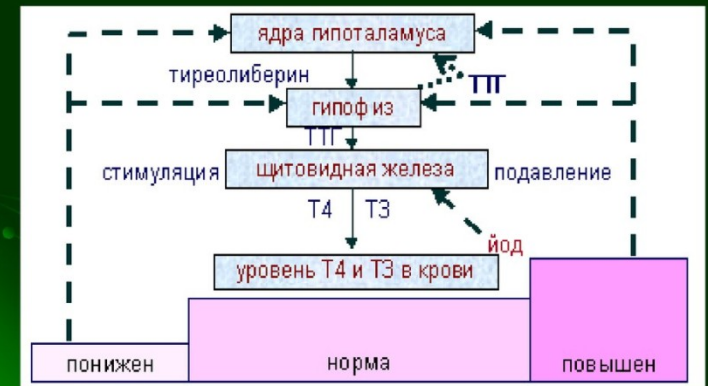 ядра гипоталамуса
тиреолиберин
ТТГ
гипофиз
ТТГ
стимуляция
щитовидная железа
подавление
Т4 Т3
йод
уровень Т4 и Т3 в крови
понижен
норма
повышен